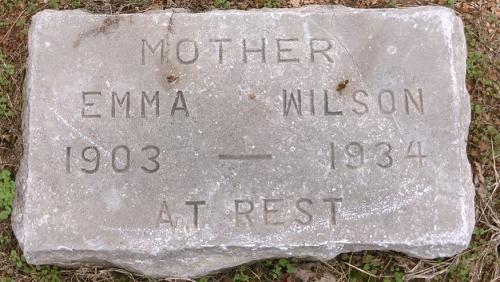 MOTHER
EMMA WILSON
1903 — 1934
AT REST